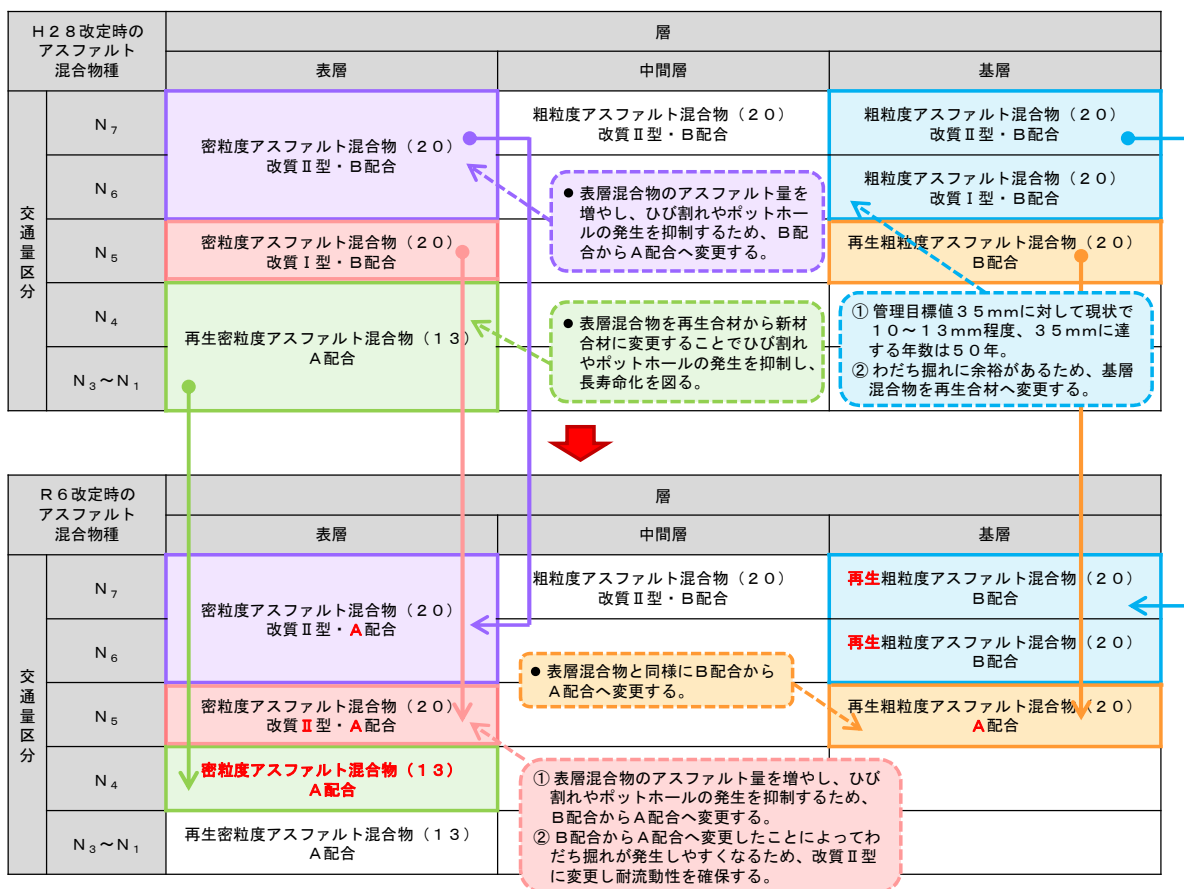 H28改定時の
アスファルト
混合物種
層
表層
中間層
基層
交通量区分
N₇
N₆
N₅
N₄
N₃~N₁
密粒度アスファルト混合物(20)
改質Ⅱ型・B配合
粗粒度アスファルト混合物(20)
改質Ⅱ型・B配合
粗粒度アスファルト混合物(20)
改質Ⅱ型・B配合
粗粒度アスファルト混合物(20)
改質Ⅰ型・B配合
● 表層混合物のアスファルト量を
増やし、ひび割れやポットホー
ルの発生を抑制するため、B配
合からA配合へ変更する。
密粒度アスファルト混合物(20)
改質Ⅰ型・B配合
再生粗粒度アスファルト混合物(20)
B配合
再生密粒度アスファルト混合物(13)
A配合
● 表層混合物を再生合材から新材
合材に変更することでひび割れ
やポットホールの発生を抑制し、
長寿命化を図る。
① 管理目標値35mmに対して現状で
10~13mm程度、35mmに達
する年数は50年。
② わだち掘れに余裕があるため、基層
混合物を再生合材へ変更する。
R6改定時の
アスファルト
混合物種
層
表層
中間層
基層
交通量区分
N₇
N₆
N₅
N₄
N₃~N₁
密粒度アスファルト混合物(20)
改質Ⅱ型・A配合
粗粒度アスファルト混合物(20)
改質Ⅱ型・B配合
再生粗粒度アスファルト混合物(20)
B配合
再生粗粒度アスファルト混合物(20)
B配合
● 表層混合物と同様にB配合から
A配合へ変更する。
密粒度アスファルト混合物(20)
改質Ⅱ型・A配合
再生粗粒度アスファルト混合物(20)
A配合
密粒度アスファルト混合物(13)
A配合
① 表層混合物のアスファルト量を増やし、ひび
割れやポットホールの発生を抑制するため、
B配合からA配合へ変更する。
② B配合からA配合へ変更したことによってわ
だち掘れが発生しやすくなるため、改質Ⅱ型
に変更し耐流動性を確保する。
再生密粒度アスファルト混合物(13)
A配合